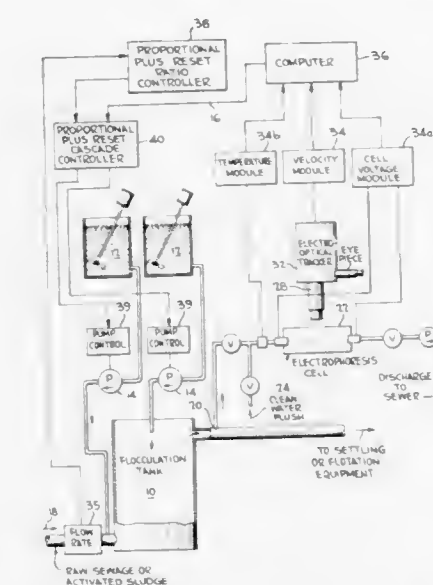 38
PROPORTIONAL
PLUS RESET
RATIO
CONTROLLER
COMPUTER
36
16
PROPORTIONAL
PLUS RESET
CASCADE
CONTROLLER
40
34b
34
34a
TEMPERATURE
MODULE
VELOCITY
MODULE
CELL
VOLTAGE
MODULE
12
12
ELECTRO-
OPTICAL
TRACKER
32
EYE
PIECE
28
39
39
PUMP
CONTROL
PUMP
CONTROL
22
V
V
P
P
P
14
14
ELECTROPHORESIS
CELL
V
24
CLEAN
WATER
FLUSH
DISCHARGE
TO
SEWER
20
FLOCCULATION
TANK
10
TO SETTLING
OR FLOTATION
EQUIPMENT
18
35
FLOW
RATE
RAW SEWAGE OR
ACTIVATED SLUDGE